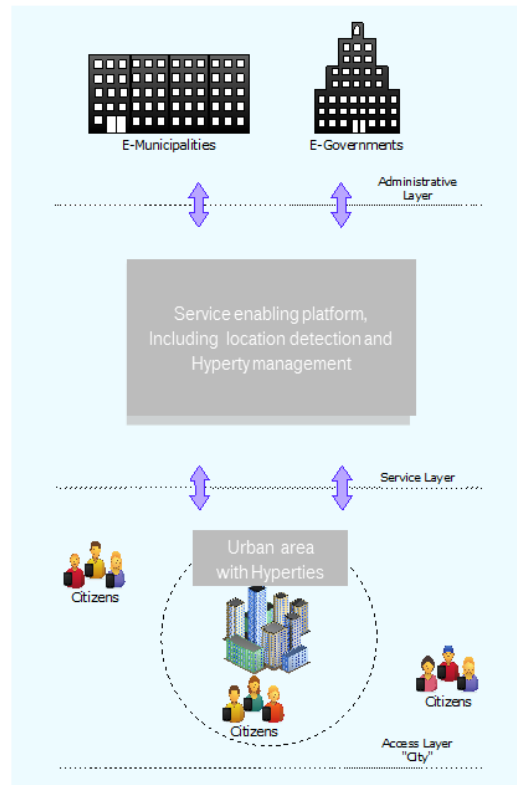 E-Municipalities
E-Governments
Administrative
Layer
Service enabling platform,
Including location detection and
Hyperty management
Service Layer
Urban area
with Hyperties
Citizens
Citizens
Citizens
Access Layer
"City"